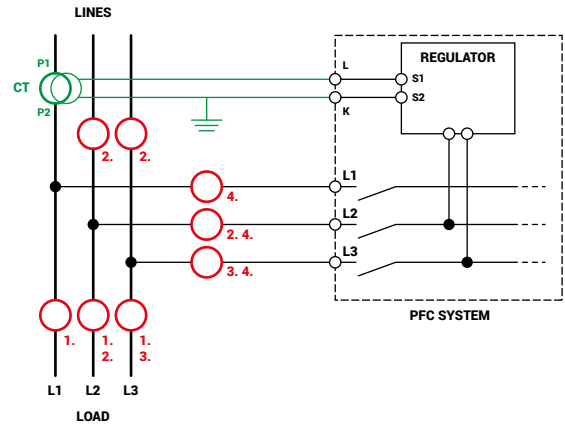 LINES
P1
CT
P2
L
K
REGULATOR
S1
S2
2.
2.
4.
L1
2. 4.
L2
3. 4.
L3
1.
1.
2.
1.
3.
PFC SYSTEM
L1
L2
L3
LOAD